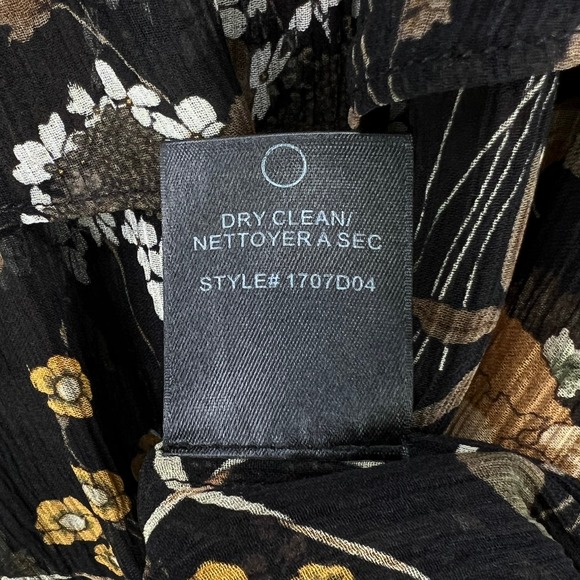 DRY CLEAN/
NETTOYER A SEC
STYLE# 1707D04